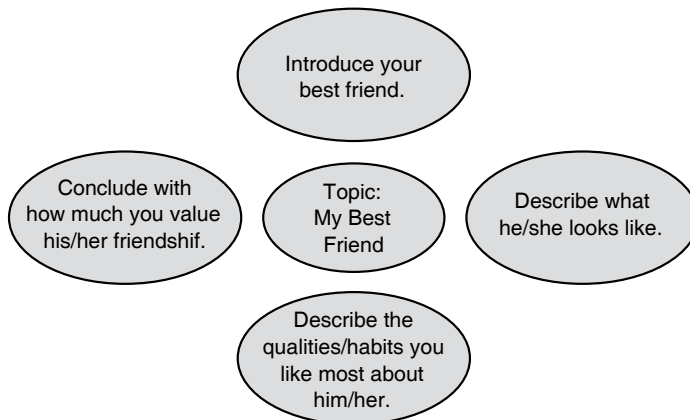 Introduce your
best friend.
Conclude with
how much you value
his/her friendshif.
Topic:
My Best
Friend
Describe what
he/she looks like.
Describe the
qualities/habits you
like most about
him/her.